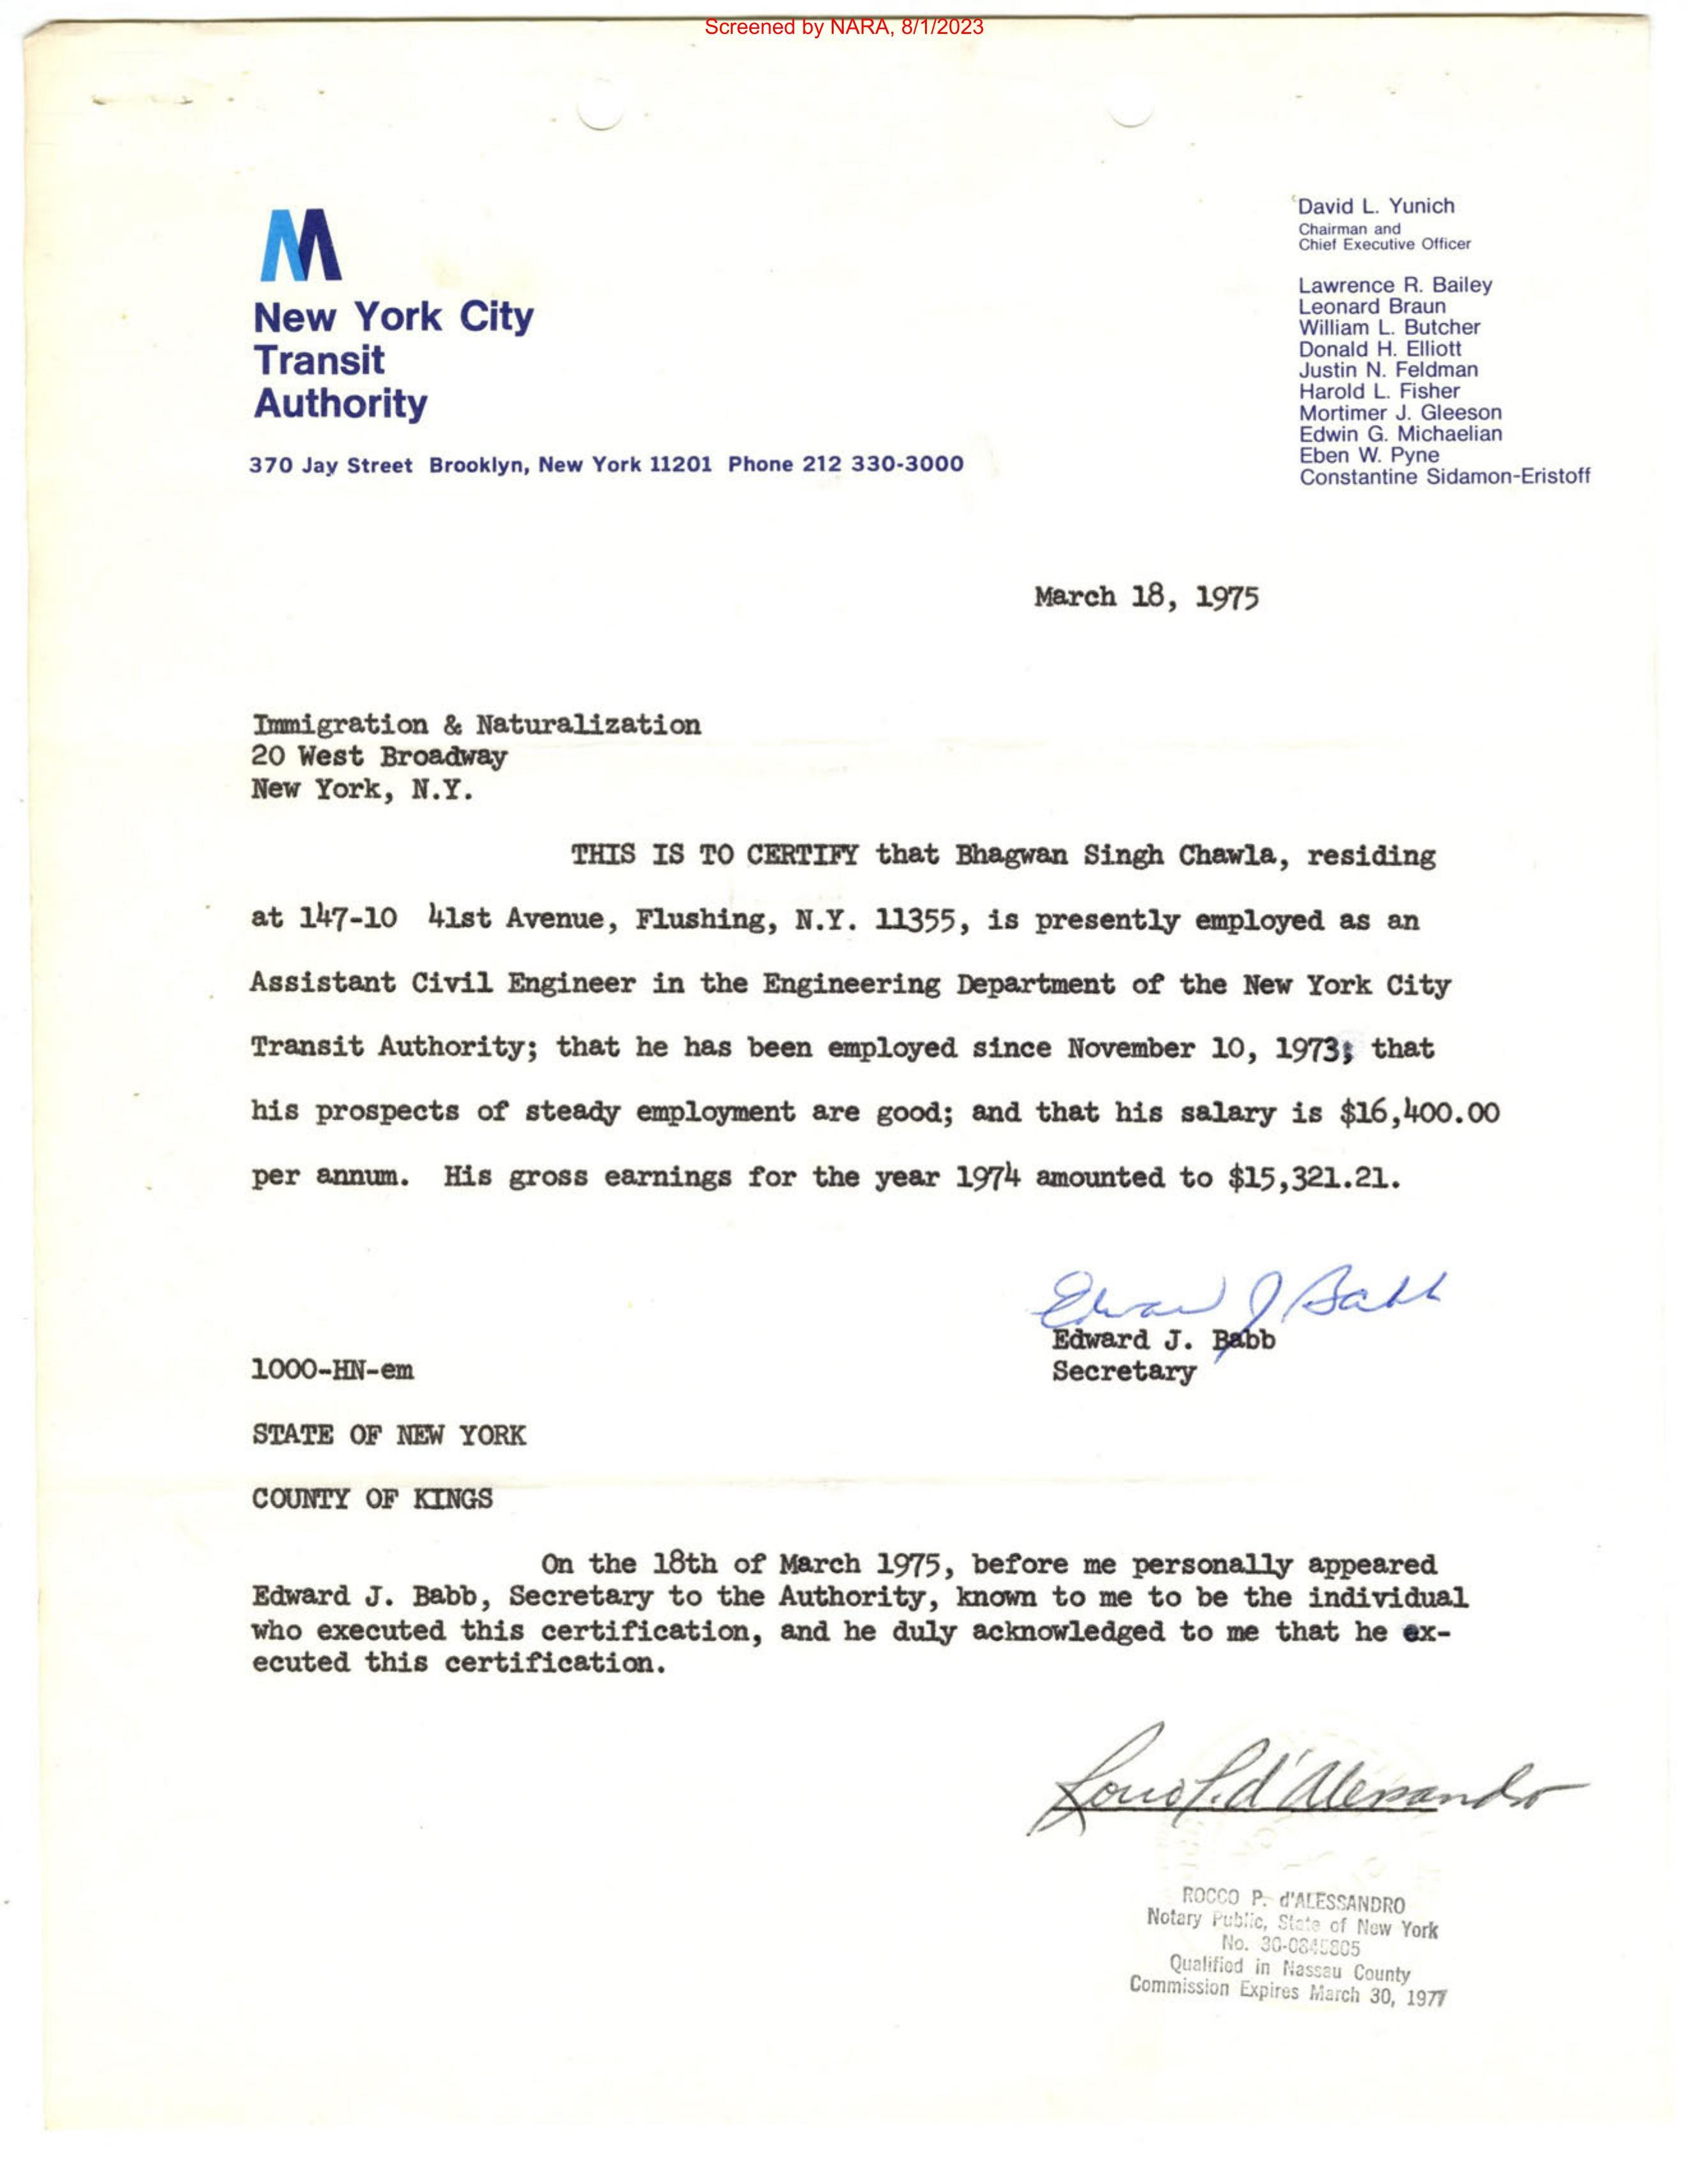 Screened by NARA, 8/1/2023
M
New York City
Transit
Authority
370 Jay Street Brooklyn, New York 11201 Phone 212 330-3000
David L. Yunich
Chairman and
Chief Executive Officer
Lawrence R. Bailey
Leonard Braun
William L. Butcher
Donald H. Elliott
Justin N. Feldman
Harold L. Fisher
Mortimer J. Gleeson
Edwin G. Michaelian
Eben W. Pyne
Constantine Sidamon-Eristoff
March 18, 1975
Immigration & Naturalization
20 West Broadway
New York, N.Y.
THIS IS TO CERTIFY that Bhagwan Singh Chawla, residing
at 147-10 41st Avenue, Flushing, N.Y. 11355, is presently employed as an
Assistant Civil Engineer in the Engineering Department of the New York City
Transit Authority; that he has been employed since November 10, 1973; that
his prospects of steady employment are good; and that his salary is $16,400.00
per annum. His gross earnings for the year 1974 amounted to $15,321.21.
Edward J Babb
Edward J. Babb
Secretary
1000-HN-em
STATE OF NEW YORK
COUNTY OF KINGS
On the 18th of March 1975, before me personally appeared
Edward J. Babb, Secretary to the Authority, known to me to be the individual
who executed this certification, and he duly acknowledged to me that he ex-
ecuted this certification.
d'Alessandro
ROCCO P. d'ALESSANDRO
Notary Public, State of New York
No.
Qualified in Nassau County
Commission Expires March 30, 1977